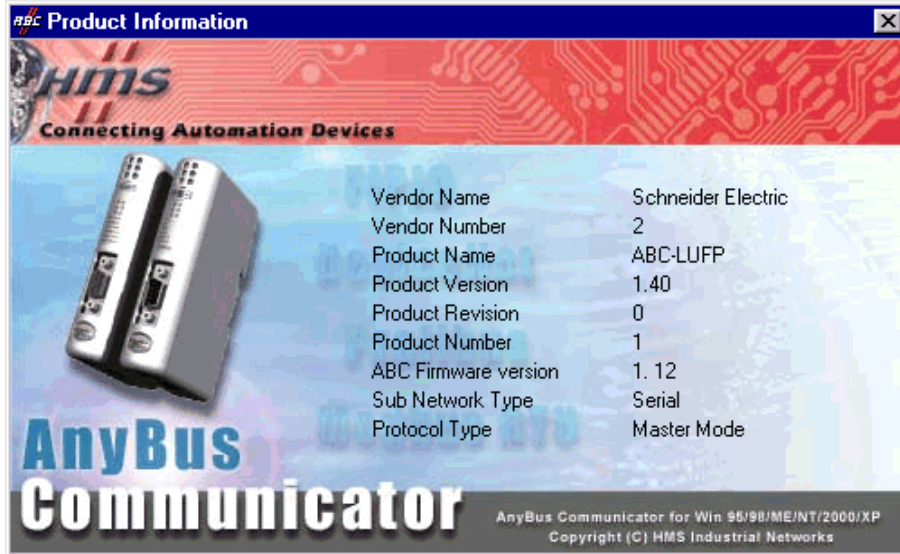 ABC Product Information
HMS
Connecting Automation Devices
Vendor Name Schneider Electric
Vendor Number 2
Product Name ABC-LUFP
Product Version 1.40
Product Revision 0
Product Number 1
ABC Firmware version 1. 12
Sub Network Type Serial
Protocol Type Master Mode
AnyBus
Communicator
AnyBus Communicator for Win 95/98/ME/NT/2000/XP
Copyright (C) HMS Industrial Networks